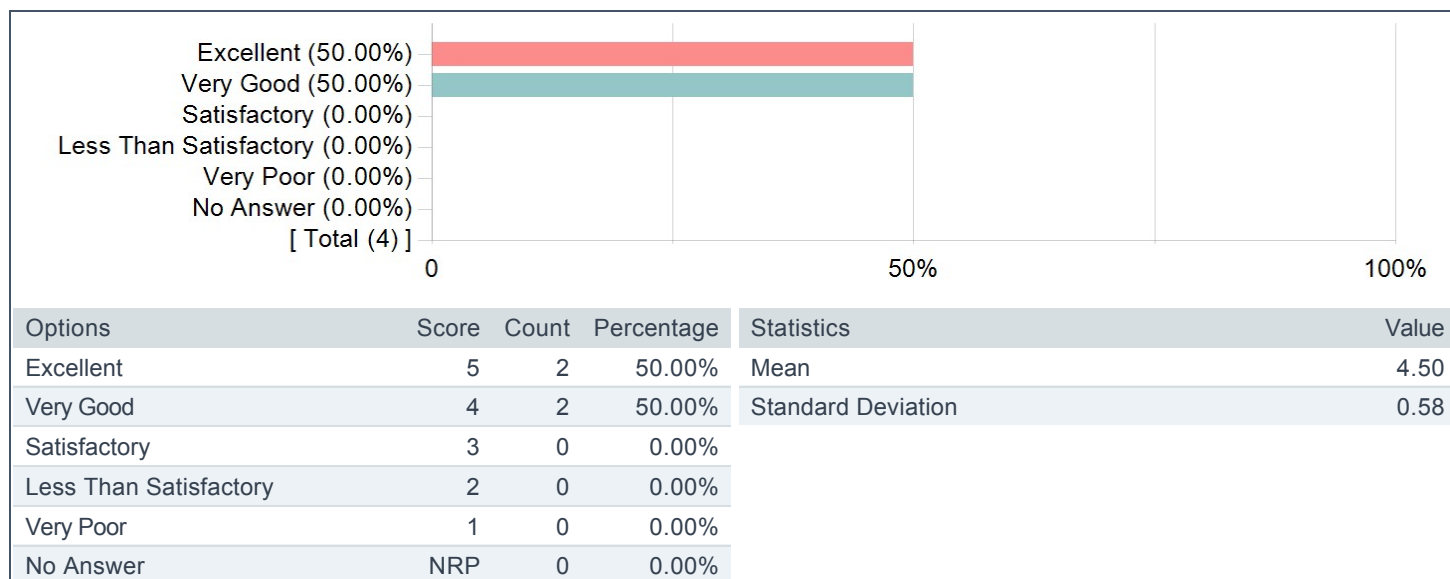 Excellent (50.00%)
Very Good (50.00%)
Satisfactory (0.00%)
Less Than Satisfactory (0.00%)
Very Poor (0.00%)
No Answer (0.00%)
[ Total (4) ]
0 50% 100%
Options Score Count Percentage
Excellent 5 2 50.00%
Very Good 4 2 50.00%
Satisfactory 3 0 0.00%
Less Than Satisfactory 2 0 0.00%
Very Poor 1 0 0.00%
No Answer NRP 0 0.00%
Statistics Value
Mean 4.50
Standard Deviation 0.58